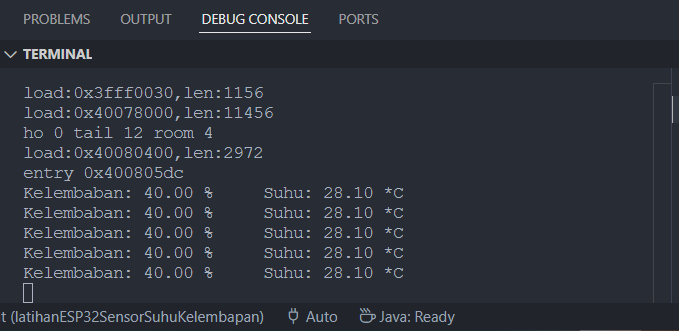 PROBLEMS OUTPUT DEBUG CONSOLE PORTS
TERMINAL
load:0x3fff0030,len:1156
load:0x40078000,len:11456
ho 0 tail 12 room 4
load:0x40080400,len:2972
entry 0x400805dc
Kelembaban: 40.00 % Suhu: 28.10 *C
Kelembaban: 40.00 % Suhu: 28.10 *C
Kelembaban: 40.00 % Suhu: 28.10 *C
Kelembaban: 40.00 % Suhu: 28.10 *C
Kelembaban: 40.00 % Suhu: 28.10 *C
t (latihanESP32SensorSuhuKelembapan) Auto Java: Ready